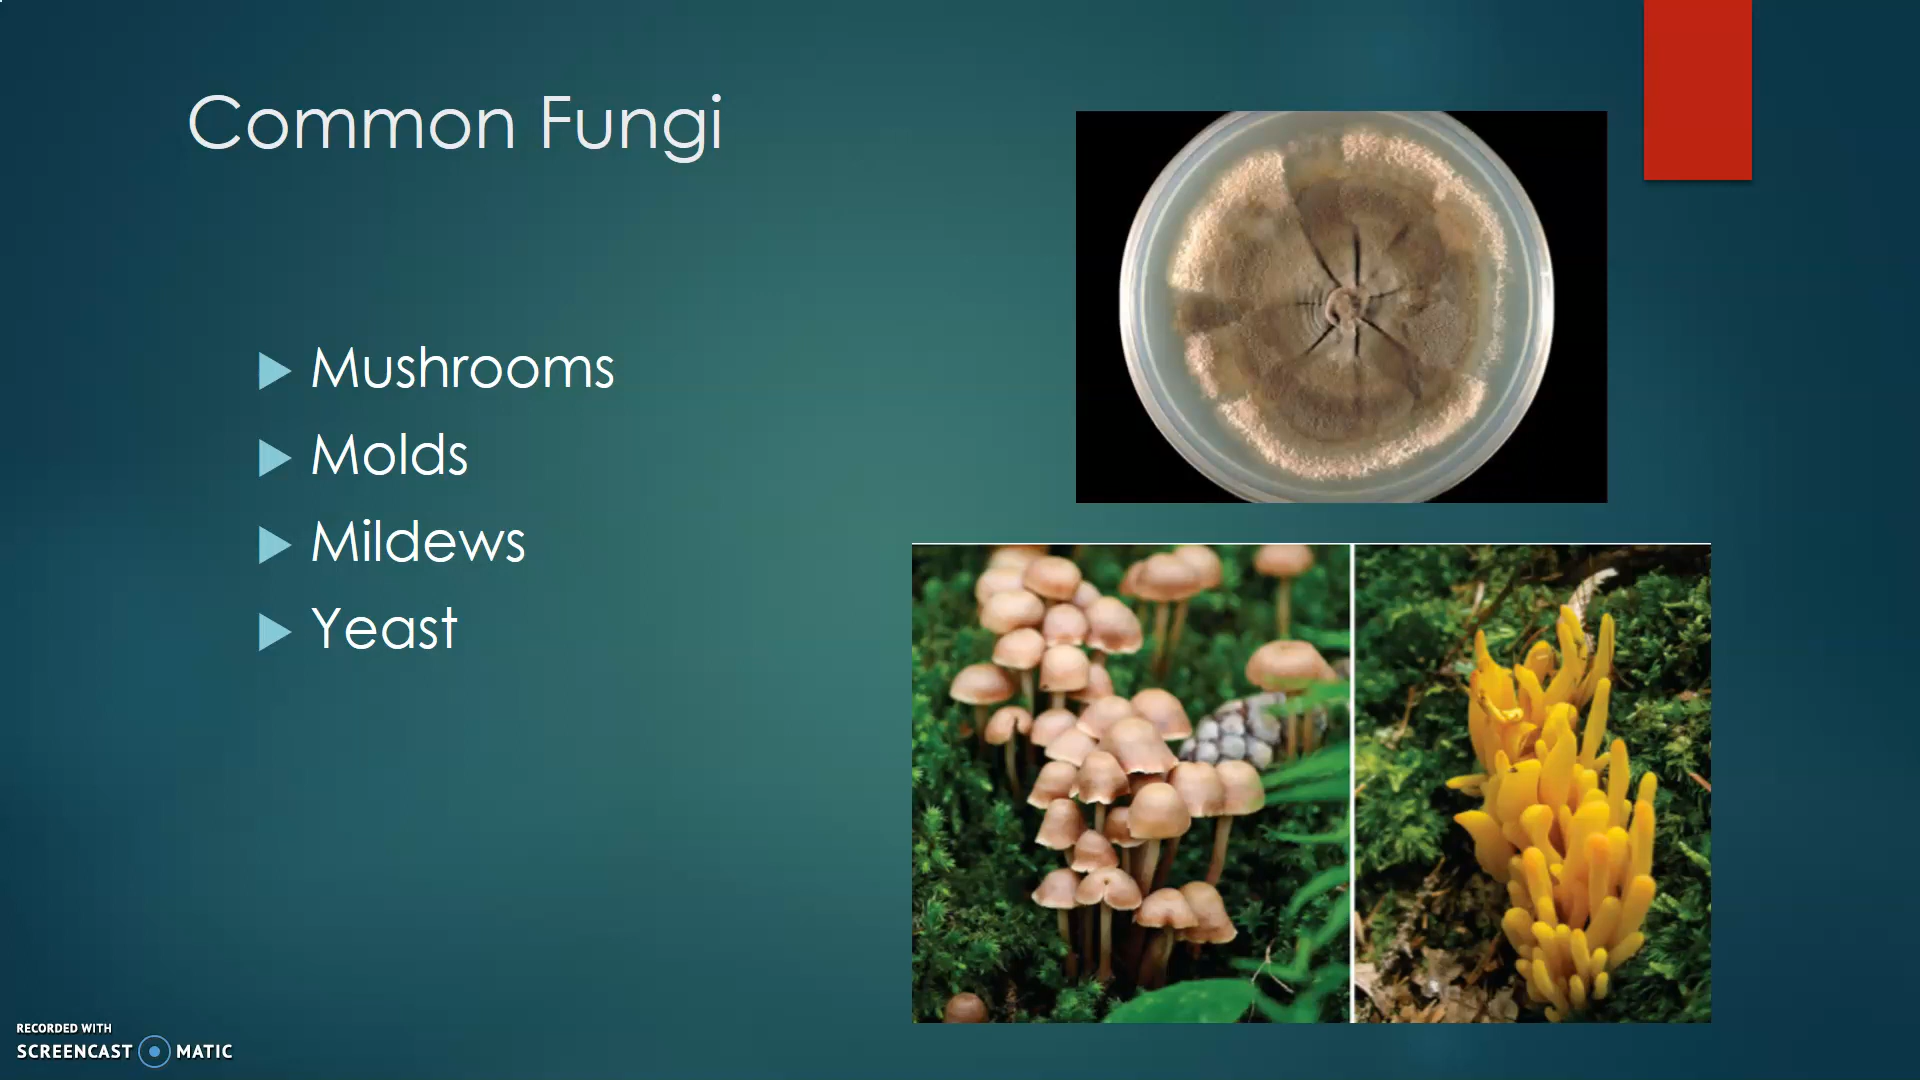 Common Fungi
Mushrooms
Molds
Mildews
Yeast
RECORDED WITH
SCREENCAST MATIC